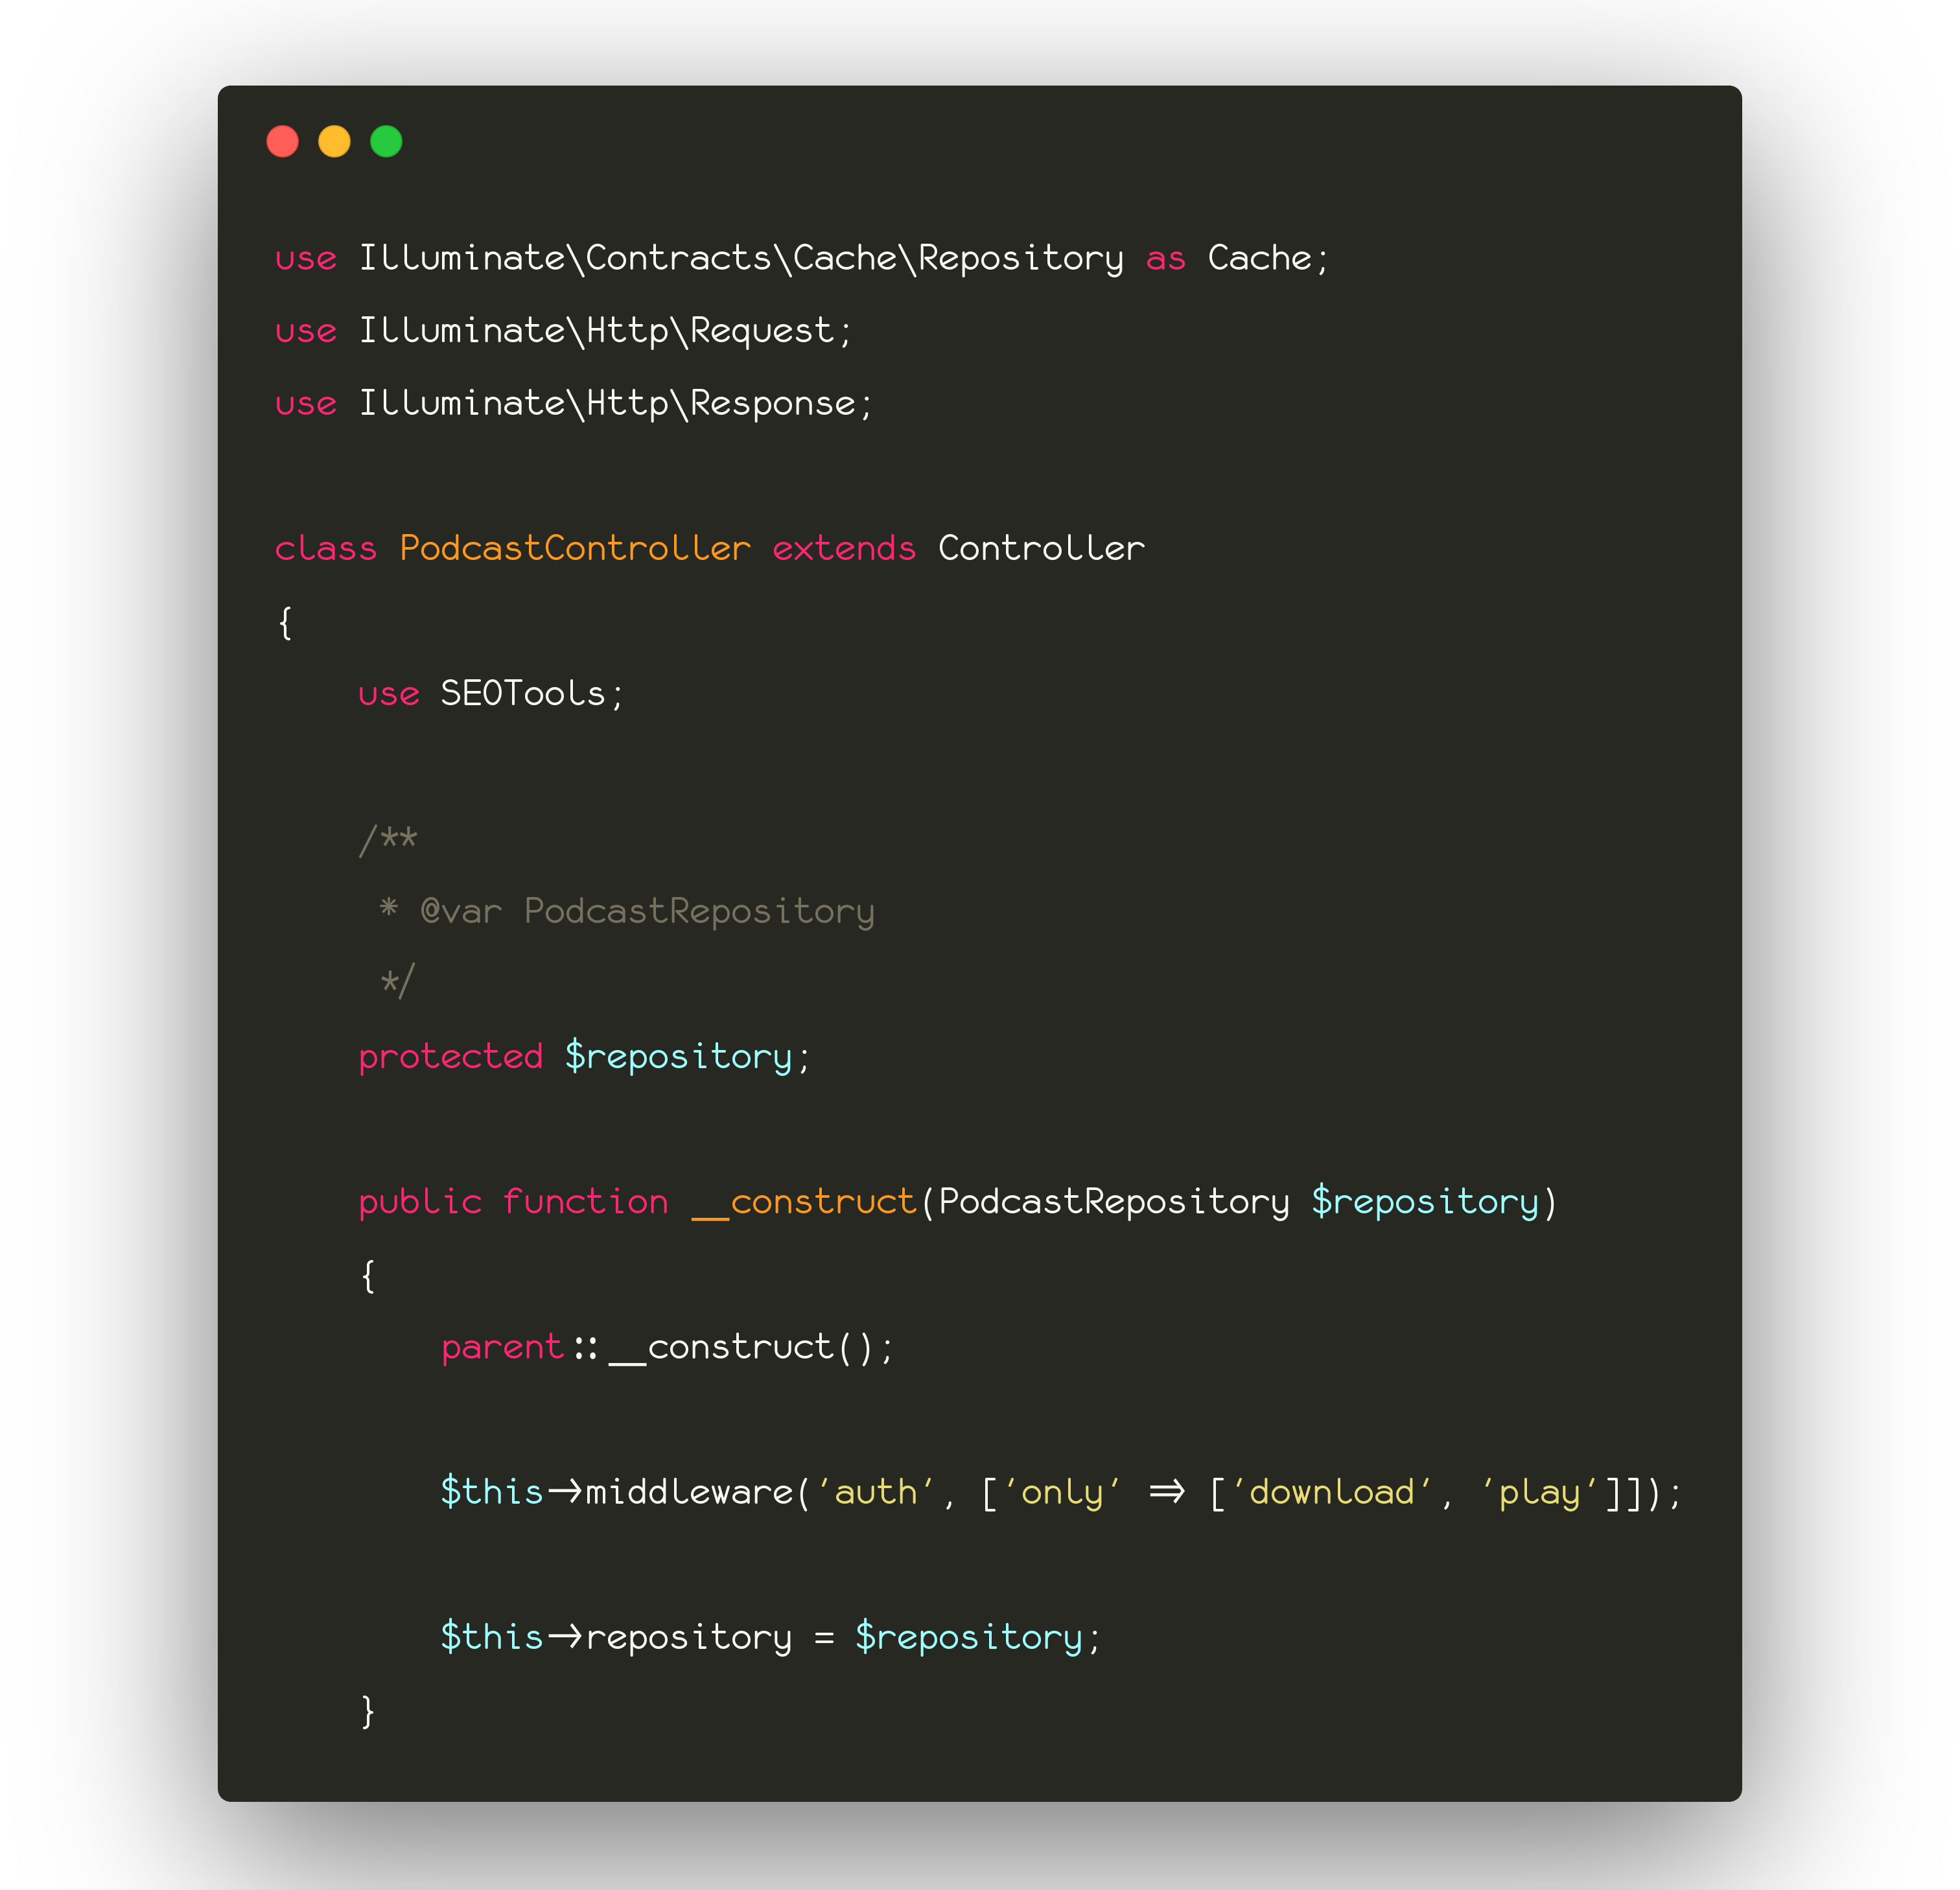 use Illuminate\Contracts\Cache\Repository as Cache;
use Illuminate\Http\Request;
use Illuminate\Http\Response;

class PodcastController extends Controller
{
    use SEOTools;

    /**
     * @var PodcastRepository
     */
    protected $repository;

    public function __construct(PodcastRepository $repository)
    {
        parent::__construct();

        $this->middleware('auth', ['only' => ['download', 'play']]);

        $this->repository = $repository;
    }